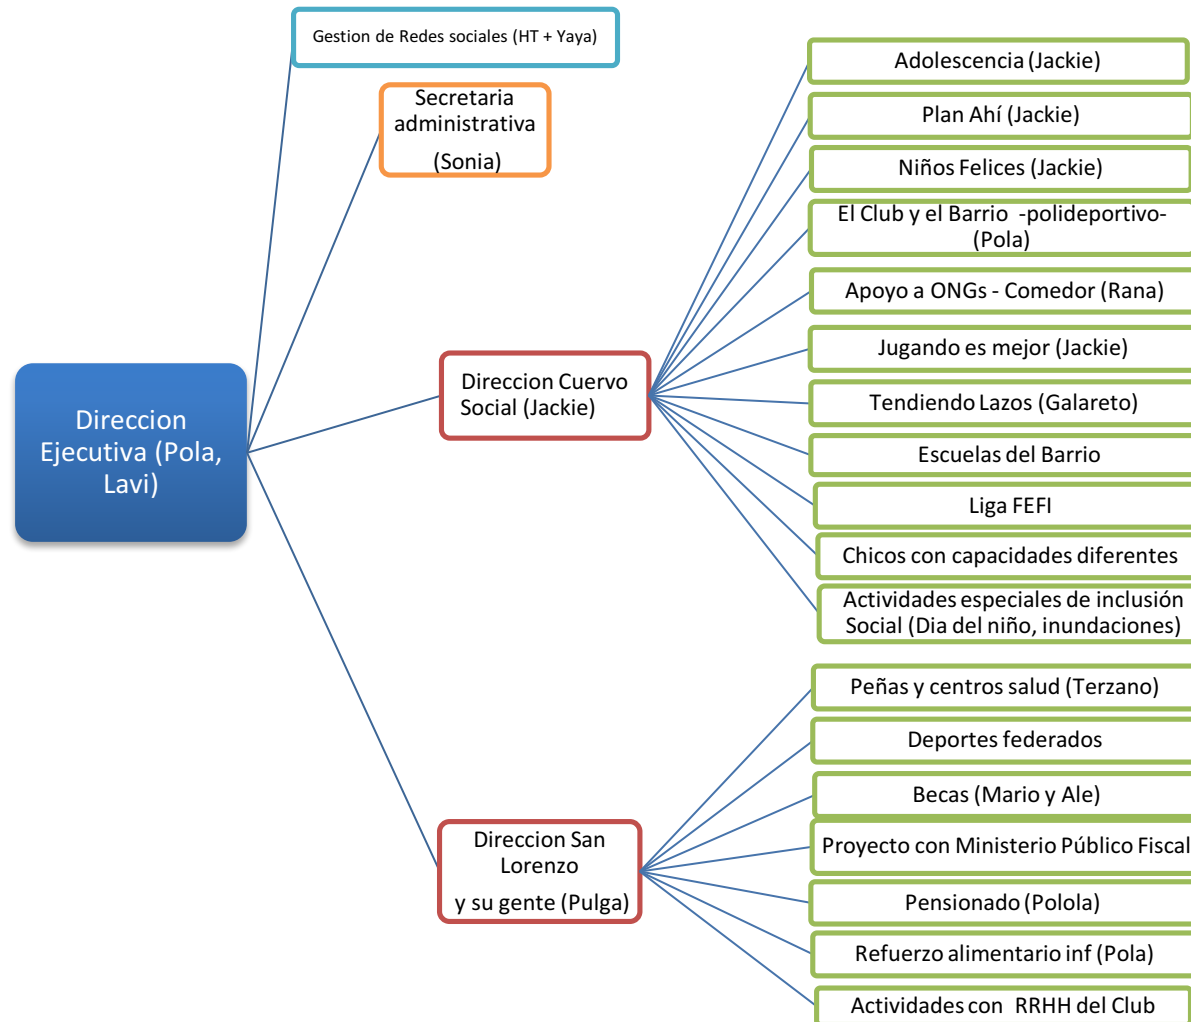 Gestion de Redes sociales (HT + Yaya)
Secretaria
administrativa
(Sonia)
Direccion
Ejecutiva (Pola,
Lavi)
Direccion Cuervo
Social (Jackie)
Adolescencia (Jackie)
Plan Ahí (Jackie)
Niños Felices (Jackie)
El Club y el Barrio -polideportivo-
(Pola)
Apoyo a ONGs - Comedor (Rana)
Jugando es mejor (Jackie)
Tendiendo Lazos (Galareto)
Escuelas del Barrio
Liga FEFI
Chicos con capacidades diferentes
Actividades especiales de inclusión
Social (Dia del niño, inundaciones)
Direccion San
Lorenzo
y su gente (Pulga)
Peñas y centros salud (Terzano)
Deportes federados
Becas (Mario y Ale)
Proyecto con Ministerio Público Fiscal
Pensionado (Polola)
Refuerzo alimentario inf (Pola)
Actividades con RRHH del Club